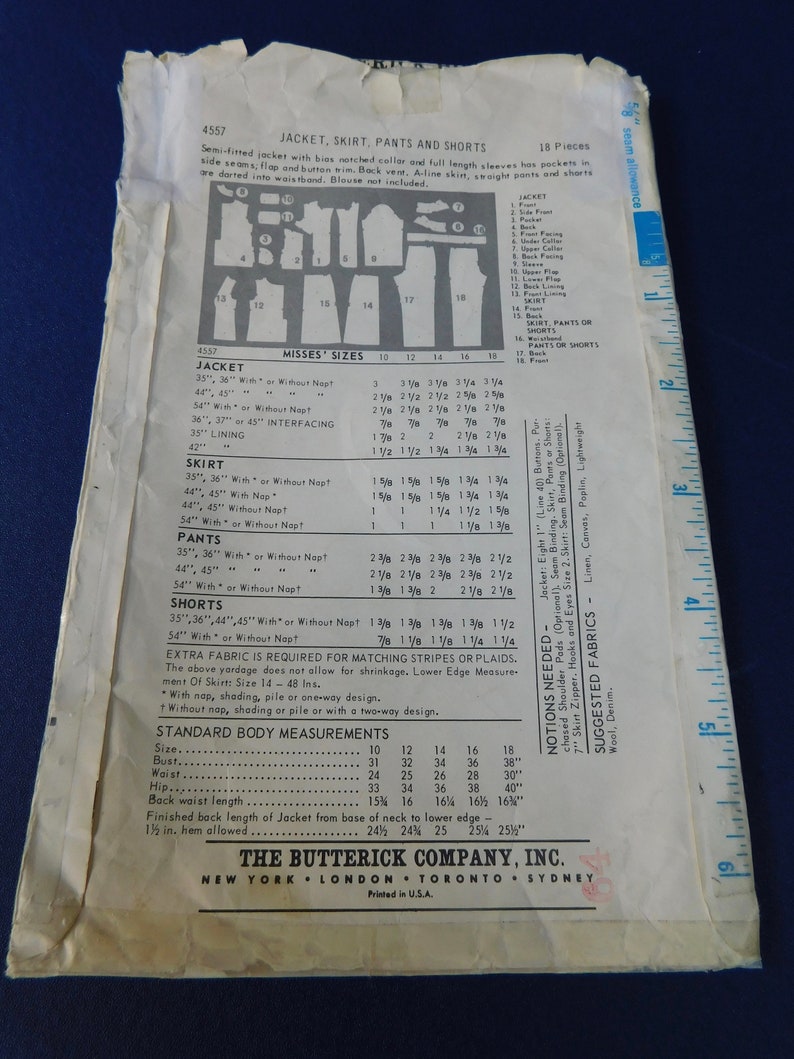 4557 JACKET, SKIRT, PANTS AND SHORTS 18 Pieces
Semi-fitted jacket with bias notched collar and full length sleeves has pockets in
side seams; flap and button trim. Back vent. A-line skirt, straight pants and shorts
are darted into waistband. Blouse not included.
8 10 11 3 4 2 1 5 9 7 6 16
13 12 15 14 17 18
JACKET
1. Front
2. Side Front
3. Pocket
4. Back
5. Front Facing
6. Under Collar
7. Upper Collar
8. Back Facing
9. Sleeve
10. Upper Flap
11. Lower Flap
12. Back Lining
13. Front Lining
SKIRT
14. Front
15. Back
SKIRT, PANTS OR
SHORTS
16. Waistband
PANTS OR SHORTS
17. Back
18. Front
4557 MISSES' SIZES 10 12 14 16 18
JACKET
35", 36" With* or Without Nap† 3 3 1/8 3 1/8 3 1/4 3 1/4
44", 45" " " " " 2 1/8 2 1/2 2 1/2 2 5/8 2 5/8
54" With* or Without Nap† 2 1/8 2 1/8 2 1/8 2 1/8 2 1/8
36", 37" or 45" INTERFACING 7/8 7/8 7/8 7/8 7/8
35" LINING 1 7/8 2 2 2 1/8 2 1/8
42" " 1 1/2 1 1/2 1 3/4 1 3/4 1 3/4
SKIRT
35", 36" With* or Without Nap† 1 5/8 1 5/8 1 5/8 1 3/4 1 3/4
44", 45" With Nap* 1 5/8 1 5/8 1 5/8 1 3/4 1 3/4
44", 45" Without Nap† 1 1 1 1/4 1 1/2 1 5/8
54" With* or Without Nap† 1 1 1 1 1/8 1 3/8
PANTS
35", 36" With* or Without Nap† 2 3/8 2 3/8 2 3/8 2 3/8 2 1/2
44", 45" " " " " 2 1/8 2 3/8 2 3/8 2 3/8 2 1/2
54" With* or Without Nap† 1 3/8 1 3/8 2 2 1/8 2 1/8
SHORTS
35",36",44",45" With* or Without Nap† 1 3/8 1 3/8 1 3/8 1 3/8 1 1/2
54" With* or Without Nap† 7/8 1 1/8 1 1/8 1 1/4 1 1/4
EXTRA FABRIC IS REQUIRED FOR MATCHING STRIPES OR PLAIDS.
The above yardage does not allow for shrinkage. Lower Edge Measure-
ment Of Skirt: Size 14 – 48 Ins.
* With nap, shading, pile or one-way design.
† Without nap, shading or pile or with a two-way design.
NOTIONS NEEDED – Jacket: Eight 1" (Line 40) Buttons. Pur-
chased Shoulder Pads (Optional). Seam Binding. Skirt, Pants or Shorts:
7" Skirt Zipper. Hooks and Eyes Size 2. Skirt: Seam Binding (Optional).
SUGGESTED FABRICS – Linen, Canvas, Poplin, Lightweight
Wool, Denim.
STANDARD BODY MEASUREMENTS
Size 10 12 14 16 18
Bust 31 32 34 36 38"
Waist 24 25 26 28 30"
Hip 33 34 36 38 40"
Back waist length 15¾ 16 16¼ 16½ 16¾"
Finished back length of Jacket from base of neck to lower edge –
1½ in. hem allowed 24½ 24¾ 25 25¼ 25½"
THE BUTTERICK COMPANY, INC.
NEW YORK • LONDON • TORONTO • SYDNEY
Printed in U.S.A.
64
5/8" seam allowance
5/8
1
2
3
4
5
6